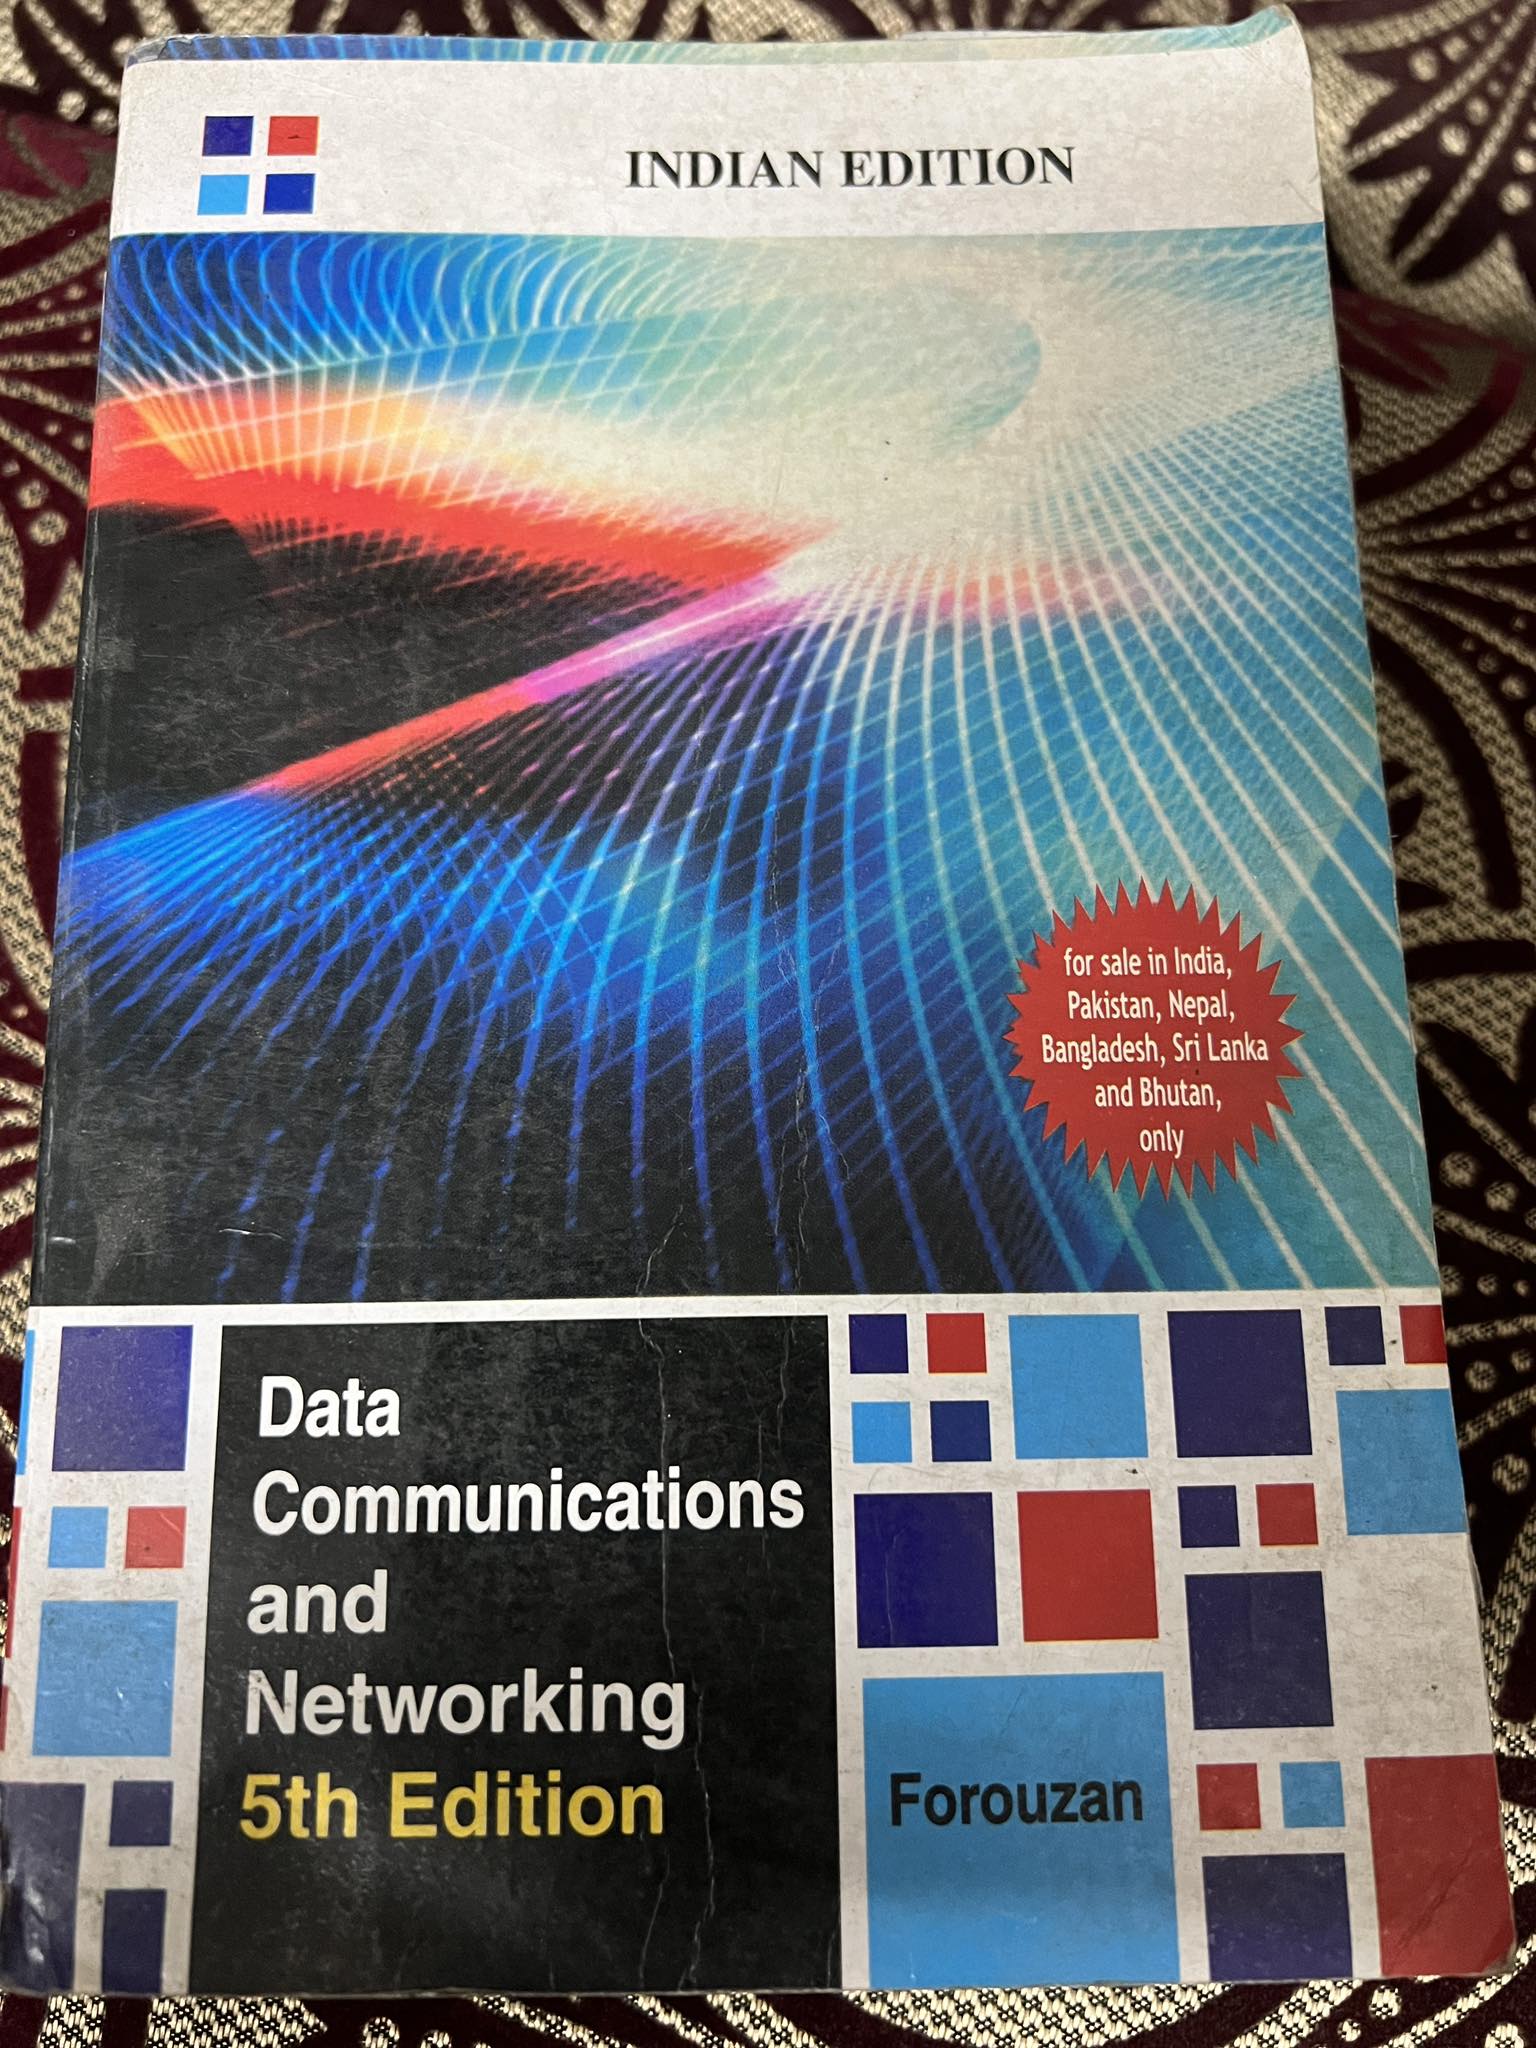 INDIAN EDITION
for sale in India,
Pakistan, Nepal,
Bangladesh, Sri Lanka
and Bhutan,
only
Data
Communications
and
Networking
5th Edition
Forouzan